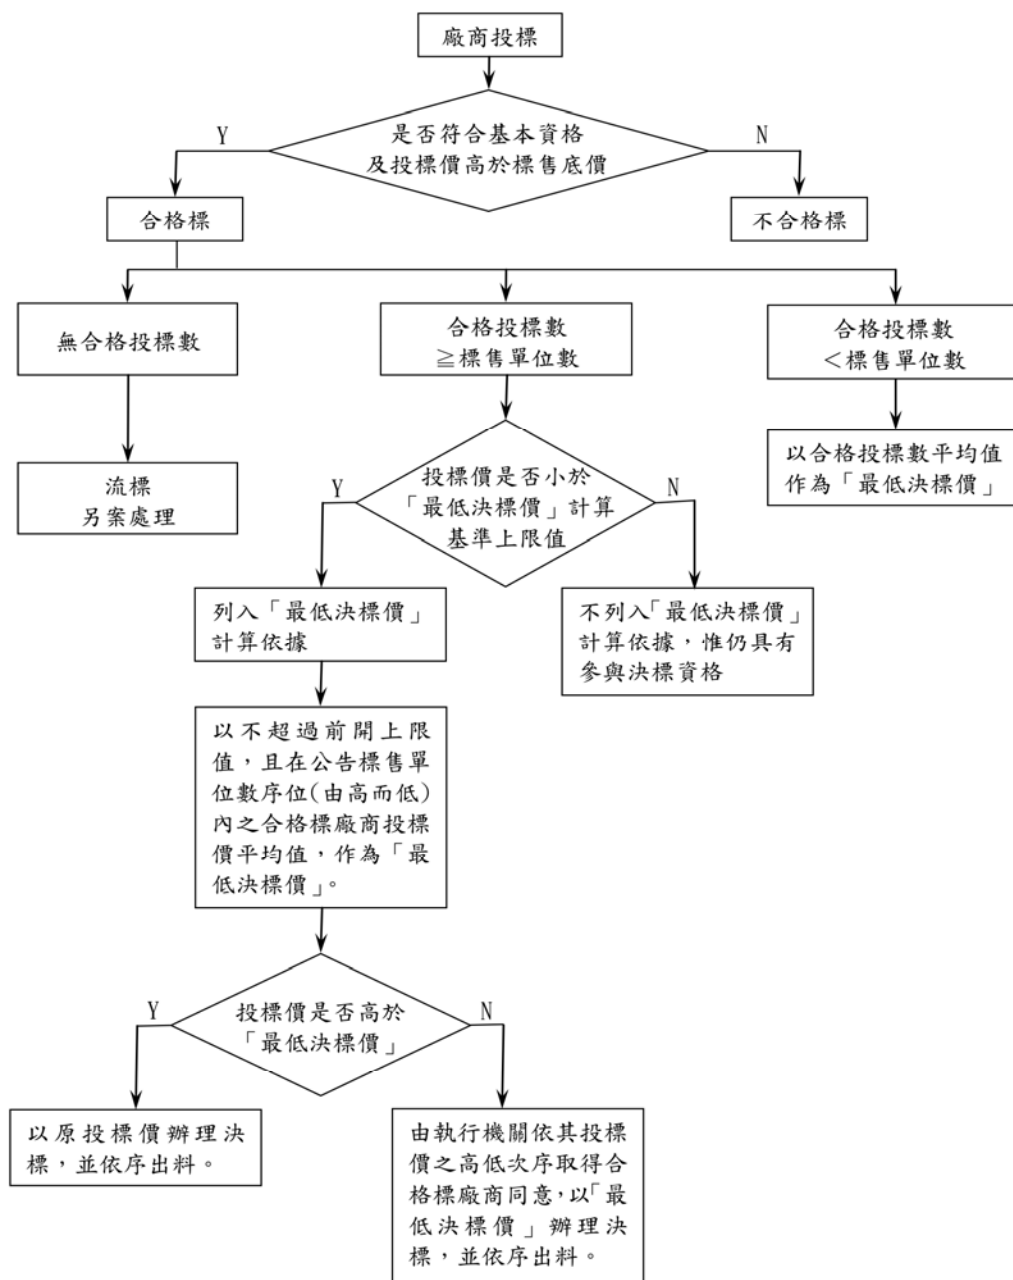 廠商投標
是否符合基本資格
及投標價高於標售底價
Y
N
合格標
不合格標
無合格投標數
合格投標數
≧標售單位數
合格投標數
＜標售單位數
流標
另案處理
投標價是否小於
「最低決標價」計算
基準上限值
Y
N
以合格投標數平均值
作為「最低決標價」
列入「最低決標價」
計算依據
不列入「最低決標價」
計算依據，惟仍具有
參與決標資格
以不超過前開上限
值，且在公告標售單
位數序位(由高而低)
內之合格標廠商投標
價平均值，作為「最
低決標價」。
投標價是否高於
「最低決標價」
Y
N
以原投標價辦理決
標，並依序出料。
由執行機關依其投標
價之高低次序取得合
格標廠商同意，以「最
低決標價」辦理決
標，並依序出料。